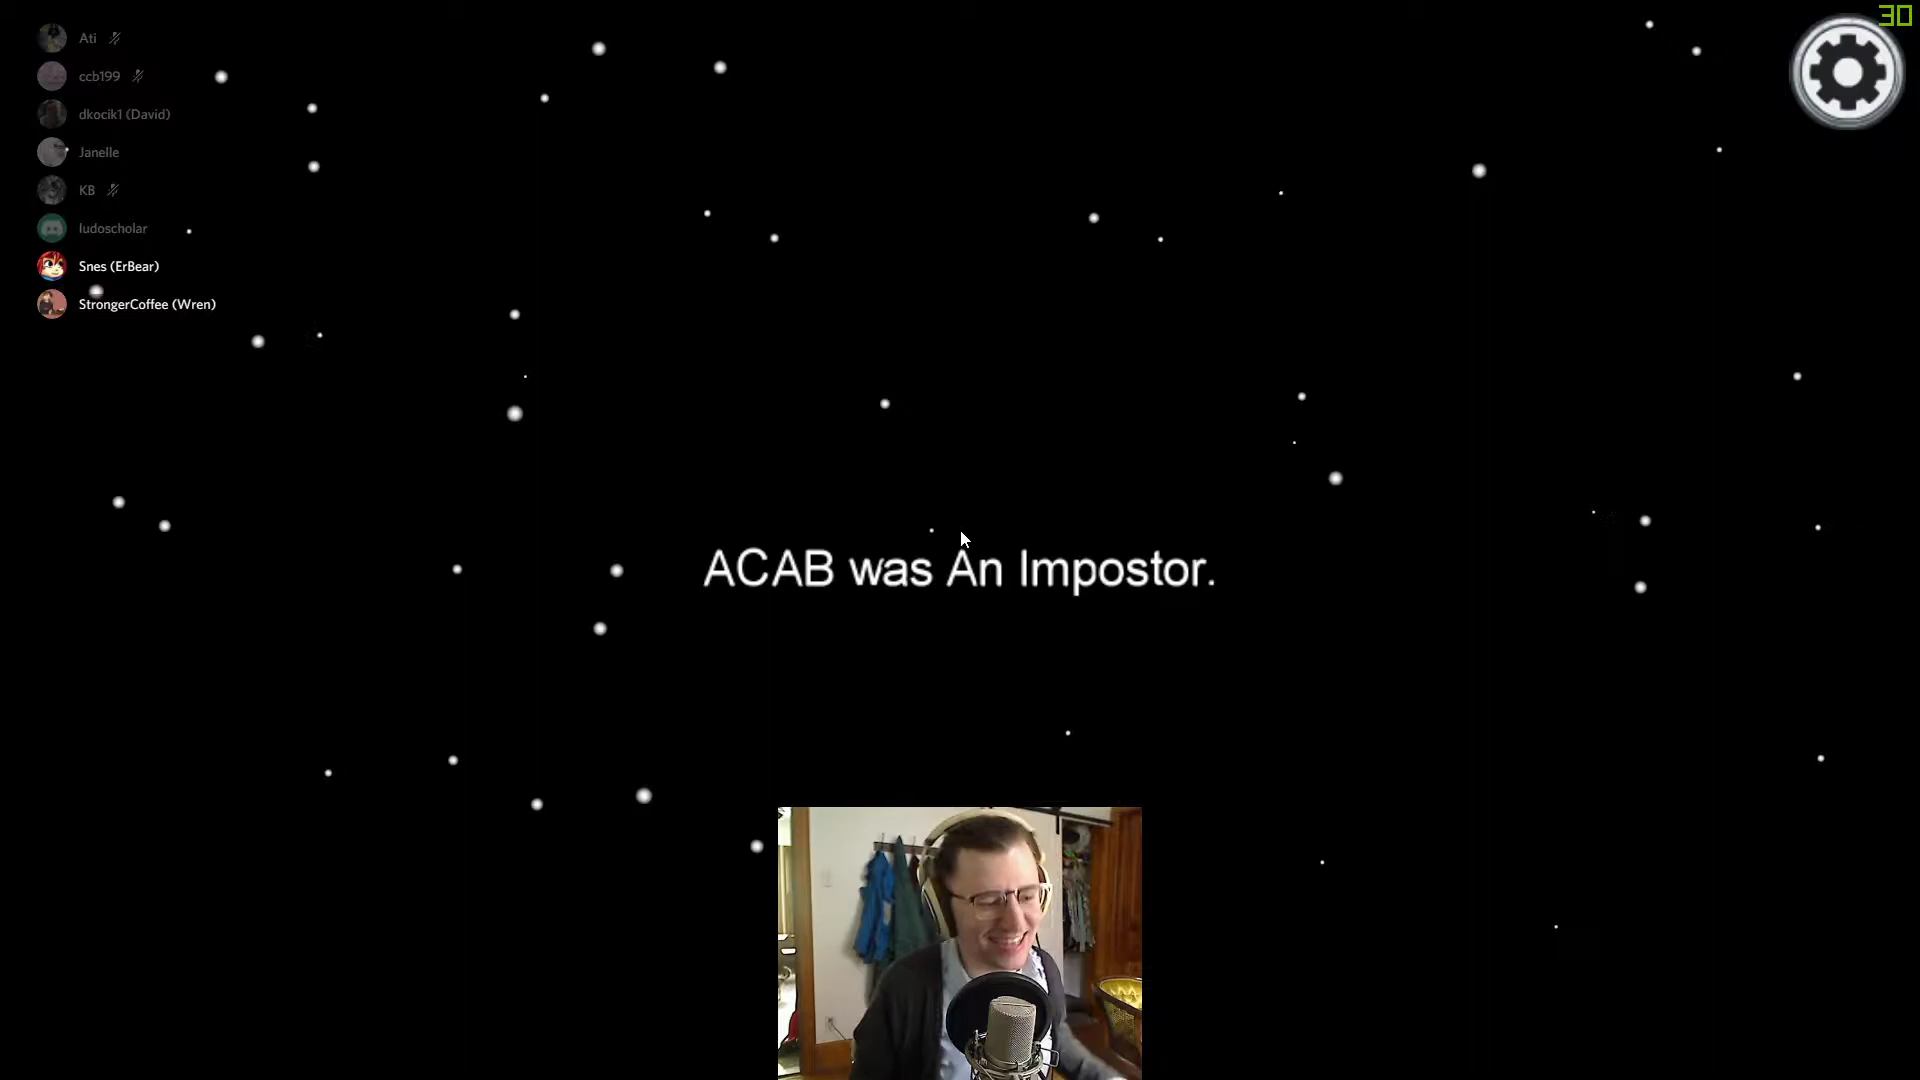 30
Ati
ccb199
dkocik1 (David)
Janelle
KB
ludoscholar
Snes (ErBear)
StrongerCoffee (Wren)
ACAB was An Impostor.